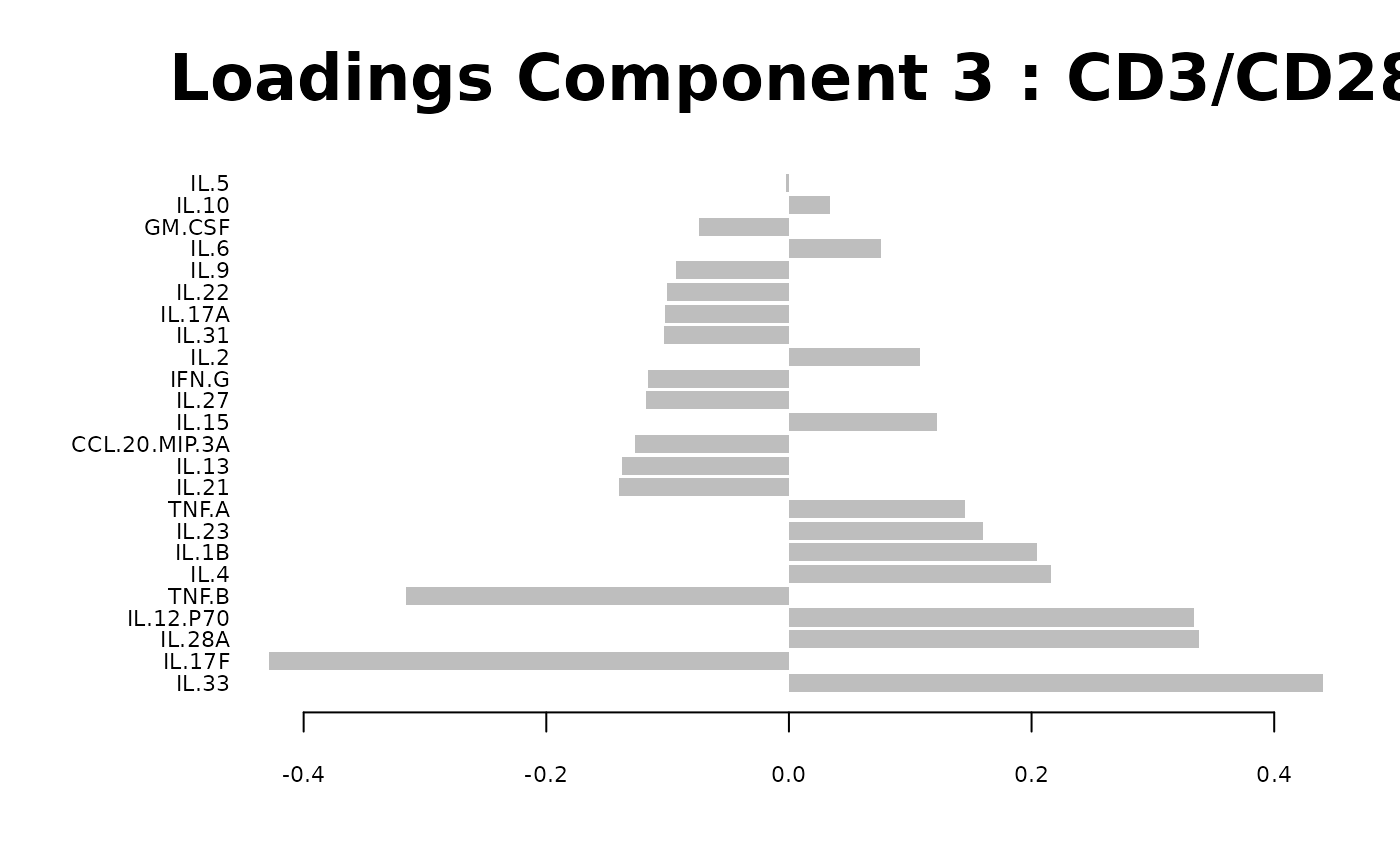 Loadings Component 3 : CD3/CD28
IL.5
IL.10
GM.CSF
IL.6
IL.9
IL.22
IL.17A
IL.31
IL.2
IFN.G
IL.27
IL.15
CCL.20.MIP.3A
IL.13
IL.21
TNF.A
IL.23
IL.1B
IL.4
TNF.B
IL.12.P70
IL.28A
IL.17F
IL.33
-0.4 -0.2 0.0 0.2 0.4